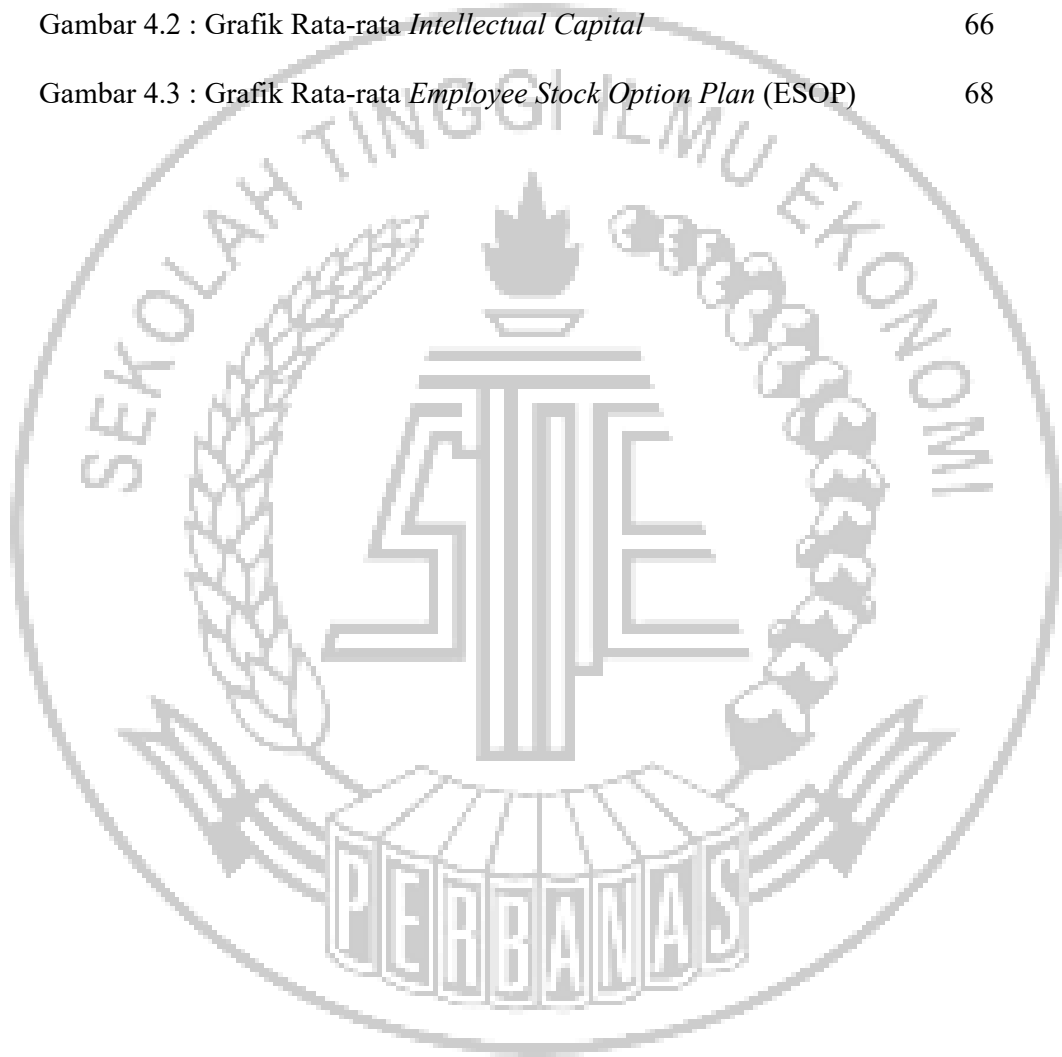 Gambar 4.2 : Grafik Rata-rata Intellectual Capital 66
Gambar 4.3 : Grafik Rata-rata Employee Stock Option Plan (ESOP) 68
SEKOLAH TINGGI ILMU EKONOMI
STIE
PERBANAS